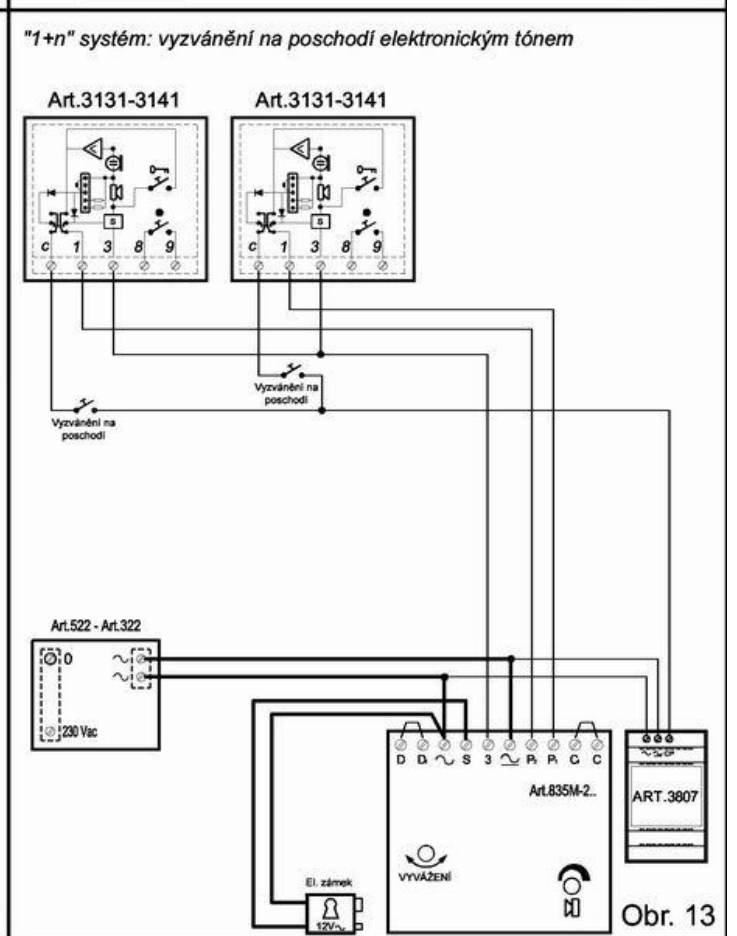 "1+n" systém: vyzvánění na poschodí elektronickým tónem
Art.3131-3141
Art.3131-3141
S
S
C 1 3 8 9
C 1 3 8 9
Vyzvánění na
poschodí
Vyzvánění na
poschodí
Art.522 - Art.322
0
230 Vac
D
S 3
C
Art.835M-2..
ART.3807
VYVÁŽENÍ
El. zámek
12V~
Obr. 13